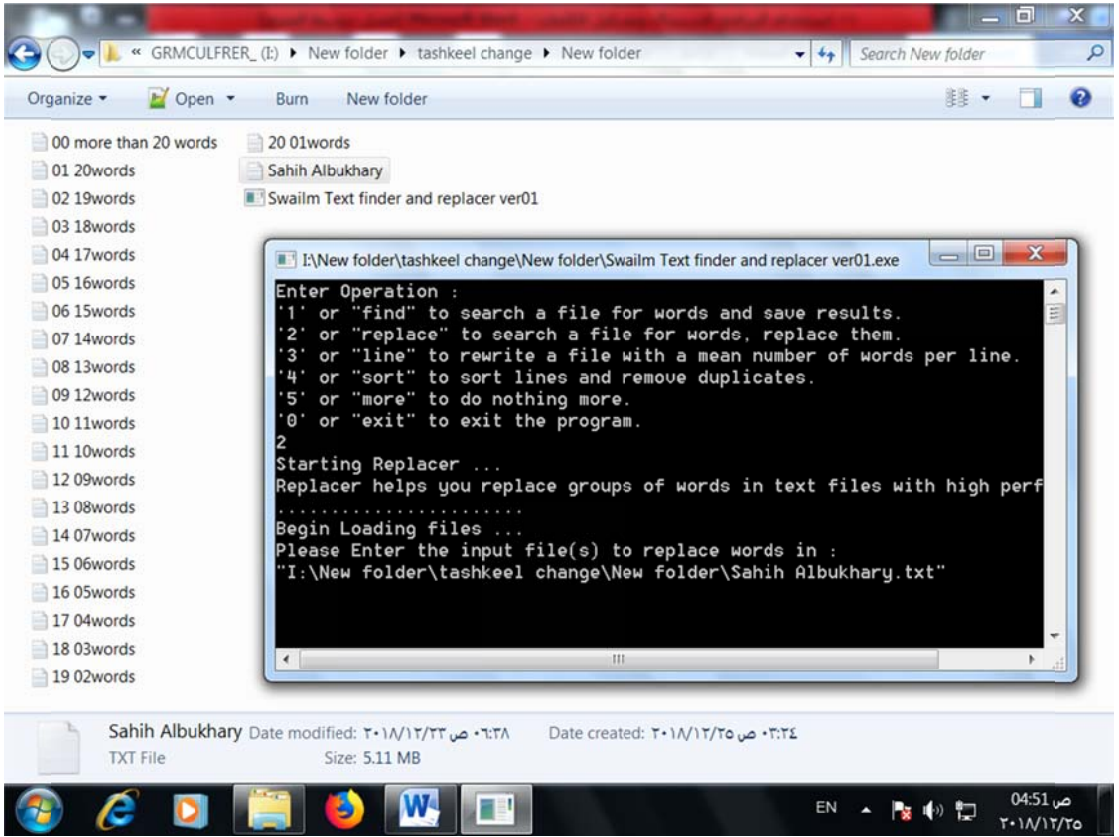 « GRMCULFRER_ (I:) ▸ New folder ▸ tashkeel change ▸ New folder
Search New folder
Organize Open Burn New folder
00 more than 20 words
01 20words
02 19words
03 18words
04 17words
05 16words
06 15words
07 14words
08 13words
09 12words
10 11words
11 10words
12 09words
13 08words
14 07words
15 06words
16 05words
17 04words
18 03words
19 02words
20 01words
Sahih Albukhary
Swailm Text finder and replacer ver01
I:\New folder\tashkeel change\New folder\Swailm Text finder and replacer ver01.exe
Enter Operation :
'1' or "find" to search a file for words and save results.
'2' or "replace" to search a file for words, replace them.
'3' or "line" to rewrite a file with a mean number of words per line.
'4' or "sort" to sort lines and remove duplicates.
'5' or "more" to do nothing more.
'0' or "exit" to exit the program.
2
Starting Replacer ...
Replacer helps you replace groups of words in text files with high perf
.......................
Begin Loading files ...
Please Enter the input file(s) to replace words in :
"I:\New folder\tashkeel change\New folder\Sahih Albukhary.txt"
Sahih Albukhary Date modified: ٢٠١٨/١٢/٢٣ ص ٠٦:٣٨ Date created: ٢٠١٨/١٢/٢٥ ص ٠٣:٣٤
TXT File Size: 5.11 MB
EN
04:51 ص
٢٠١٨/١٢/٢٥